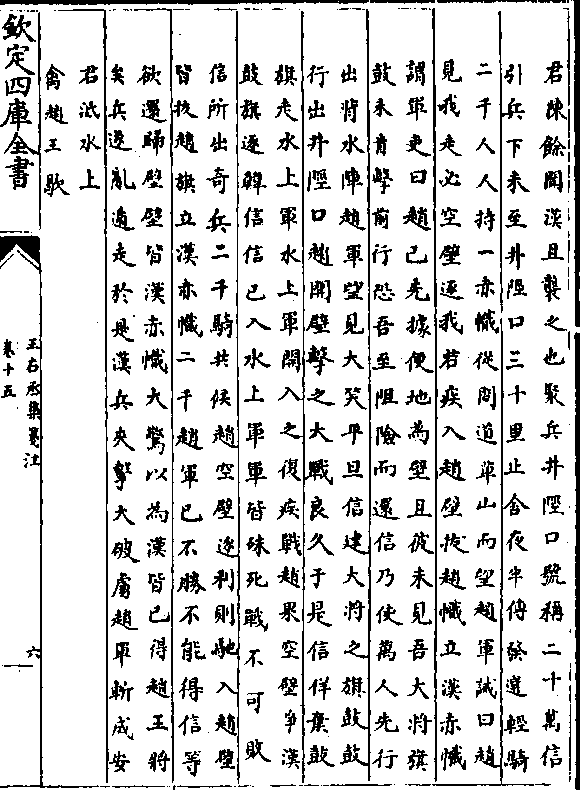 君陳餘聞漢且襲之也聚兵井陘口號稱二十萬信
引兵下未至井陘口三十里止舍夜半傳發選輕騎
二千人人持一赤幟從間道萆山而望趙軍誡曰趙
見我走必空壁逐我若疾入趙壁拔趙幟立漢赤幟
謂軍吏曰趙已先據便地為壁且彼未見吾大將旗
鼓未肯擊前行恐吾至阻險而還信乃使萬人先行
出將水陣趙軍望見大笑平旦信建大將之旗鼓鼓
行出井陘口趙開壁擊之大戰良久于是信佯棄鼓
旗走水上軍水上軍開入之復疾戰趙果空壁爭漢
鼓旗逐韓信信已入水上軍軍皆殊死戰不可敗
信所出奇兵二千騎共候趙空壁逐利則馳入趙壁
皆拔趙旗立漢赤幟二千趙軍已不勝不能得信等
欲還歸壁壁皆漢赤幟大驚以為漢皆已得趙王將
矣兵遂亂遁走於是漢兵夾擊大破虜趙軍斬成安
君泜水上
禽趙王歇
欽定四庫全書
王右丞集箋注
卷十五
六